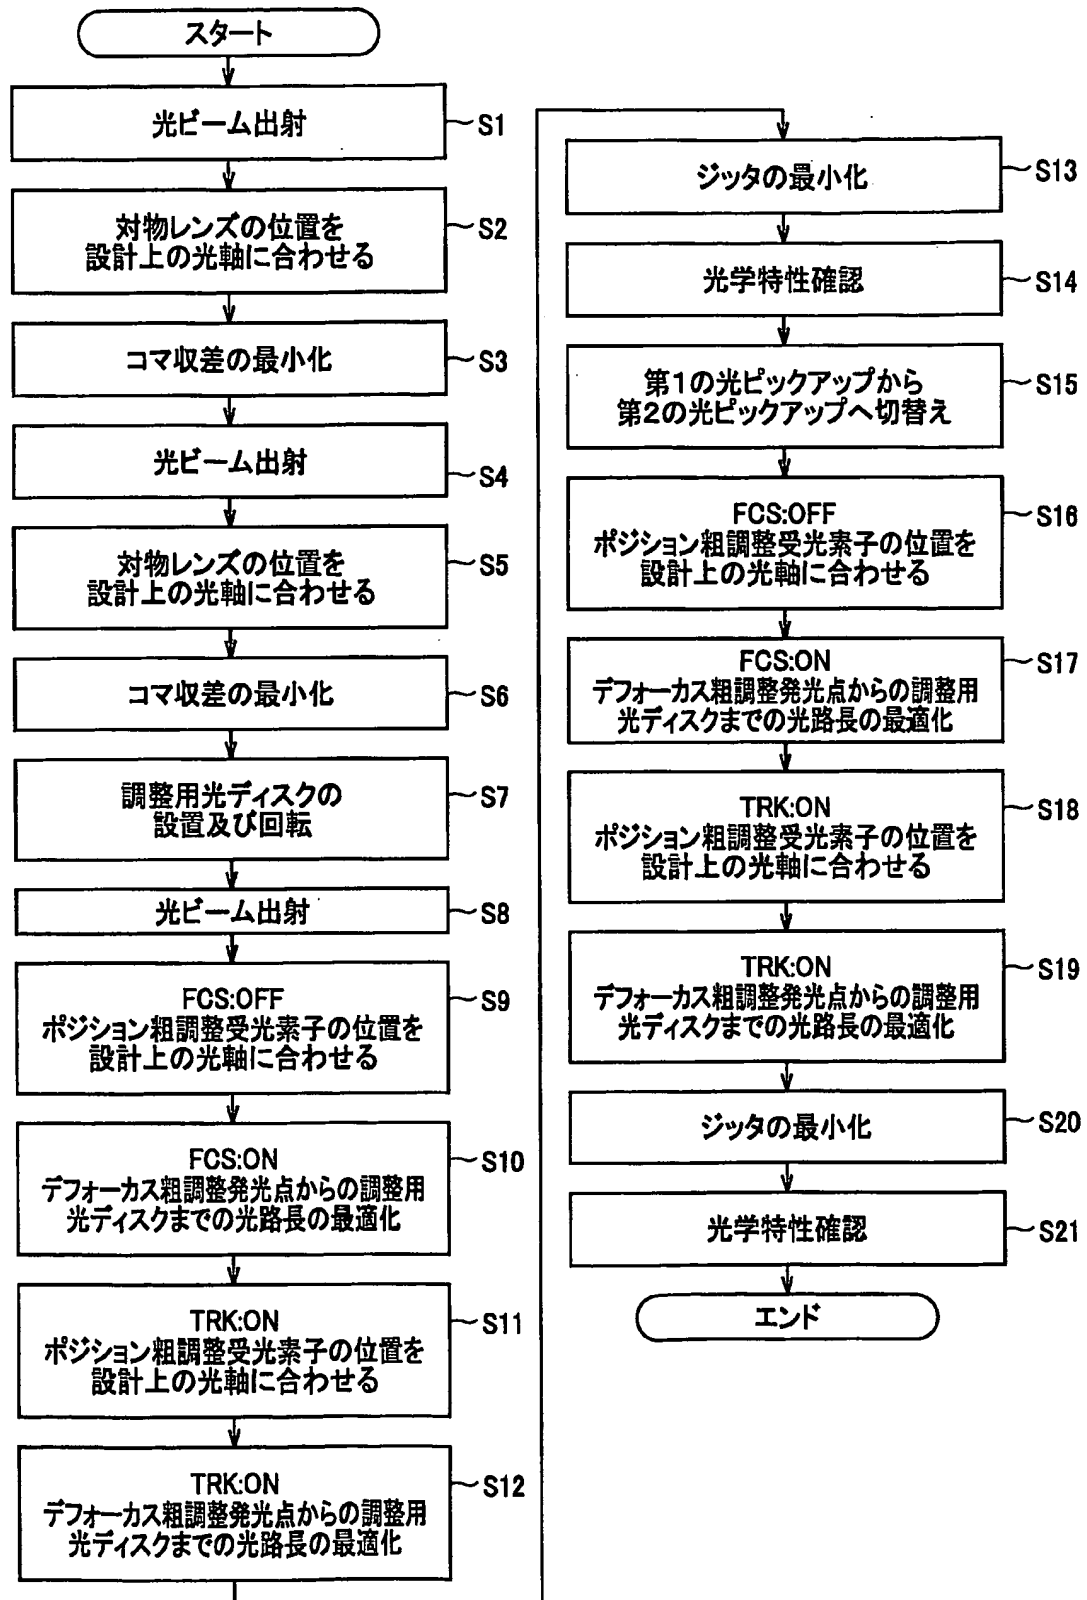 スタート
光ビーム出射
S1
対物レンズの位置を
設計上の光軸に合わせる
S2
コマ収差の最小化
S3
光ビーム出射
S4
対物レンズの位置を
設計上の光軸に合わせる
S5
コマ収差の最小化
S6
調整用光ディスクの
設置及び回転
S7
光ビーム出射
S8
FCS:OFF
ポジション粗調整受光素子の位置を
設計上の光軸に合わせる
S9
FCS:ON
デフォーカス粗調整発光点からの調整用
光ディスクまでの光路長の最適化
S10
TRK:ON
ポジション粗調整受光素子の位置を
設計上の光軸に合わせる
S11
TRK:ON
デフォーカス粗調整発光点からの調整用
光ディスクまでの光路長の最適化
S12
ジッタの最小化
S13
光学特性確認
S14
第1の光ピックアップから
第2の光ピックアップへ切替え
S15
FCS:OFF
ポジション粗調整受光素子の位置を
設計上の光軸に合わせる
S16
FCS:ON
デフォーカス粗調整発光点からの調整用
光ディスクまでの光路長の最適化
S17
TRK:ON
ポジション粗調整受光素子の位置を
設計上の光軸に合わせる
S18
TRK:ON
デフォーカス粗調整発光点からの調整用
光ディスクまでの光路長の最適化
S19
ジッタの最小化
S20
光学特性確認
S21
エンド